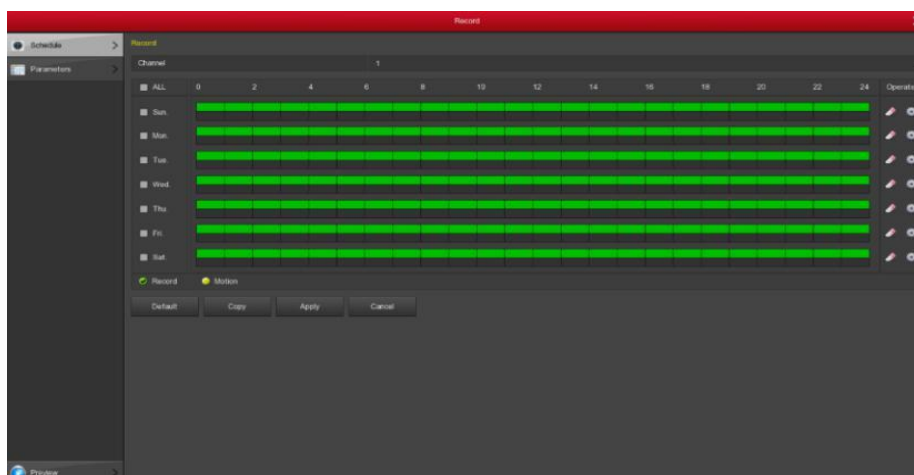 Record
Schedule
Parameters
Record
Channel 1
ALL 0 2 4 6 8 10 12 14 16 18 20 22 24 Operate
Sun.
Mon.
Tue.
Wed.
Thu
Fri.
Sat.
Record Motion
Default Copy Apply Cancel
Preview